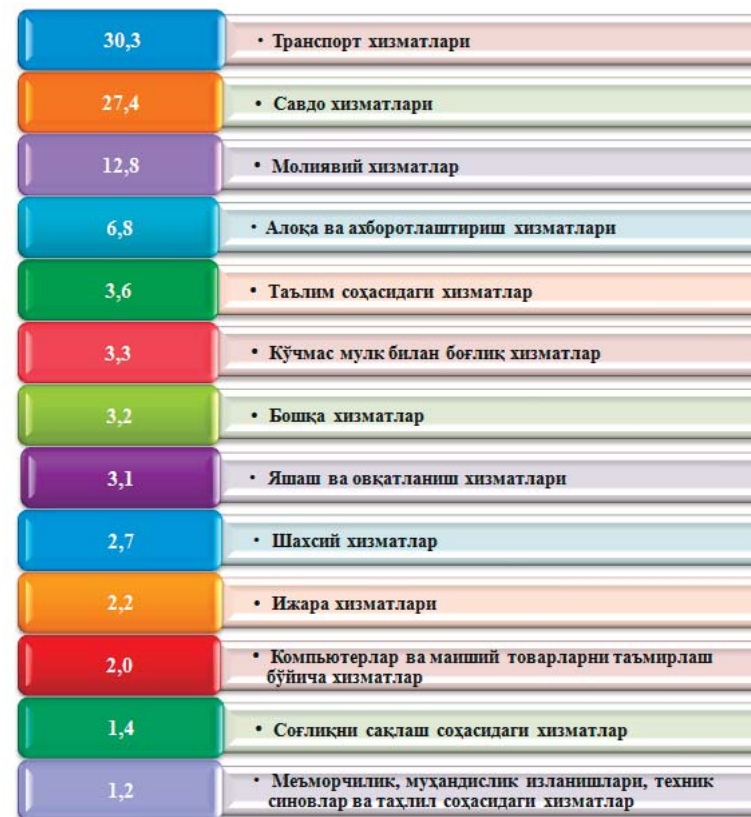 30,3
• Транспорт хизматлари
27,4
• Савдо хизматлари
12,8
• Молиявий хизматлар
6,8
• Алоқа ва ахборотлаштириш хизматлари
3,6
• Таълим соҳасидаги хизматлар
3,3
• Кўчмас мулк билан боғлиқ хизматлар
3,2
• Бошқа хизматлар
3,1
• Яшаш ва овқатланиш хизматлари
2,7
• Шахсий хизматлар
2,2
• Ижара хизматлари
2,0
• Компьютерлар ва маиший товарларни таъмирлаш
бўйича хизматлар
1,4
• Соғлиқни сақлаш соҳасидаги хизматлар
1,2
• Меъморчилик, муҳандислик изланишлари, техник
синовлар ва таҳлил соҳасидаги хизматлар